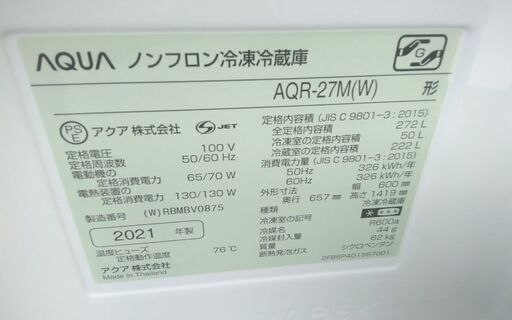 AQUA ノンフロン冷凍冷蔵庫
G
AQR-27M(W) 形
PS E アクア株式会社 S JET
定格電圧 100 V
定格周波数 50/60 Hz
電動機の
定格消費電力 65/70 W
電熱装置の
定格消費電力 130/130 W
製造番号 (W)RBMBV0875
2021 年製
温度ヒューズ
定格動作温度 76℃
アクア株式会社
Made in Thailand
定格内容積 (JIS C 9801-3:2015)
全定格内容積 272 L
冷凍室の定格内容積 50 L
冷蔵室の定格内容積 222 L
消費電力量 (JIS C 9801-3:2015)
50Hz 326 kWh/年
60Hz 326 kWh/年
外形寸法 幅 600 mm
奥行 657 mm 高さ 1419 mm
種類 冷凍冷蔵庫
冷凍室の記号
冷媒 R600a
冷媒封入量 44 g
質量 62 kg
断熱発泡ガス シクロペンタン
2FB6P401587001